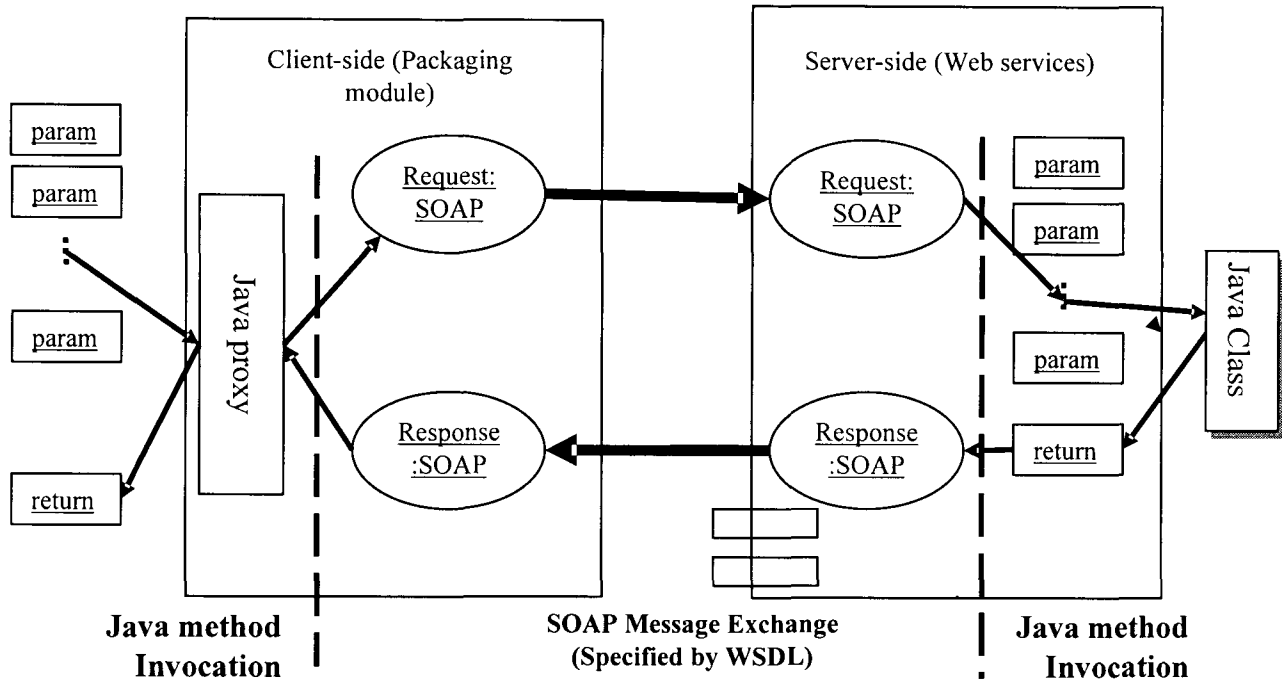 Client-side (Packaging
module)
Server-side (Web services)
param
param
param
return
Java proxy
Request:
SOAP
Response
:SOAP
Request:
SOAP
Response
:SOAP
param
param
param
return
Java Class
Java method
Invocation
SOAP Message Exchange
(Specified by WSDL)
Java method
Invocation